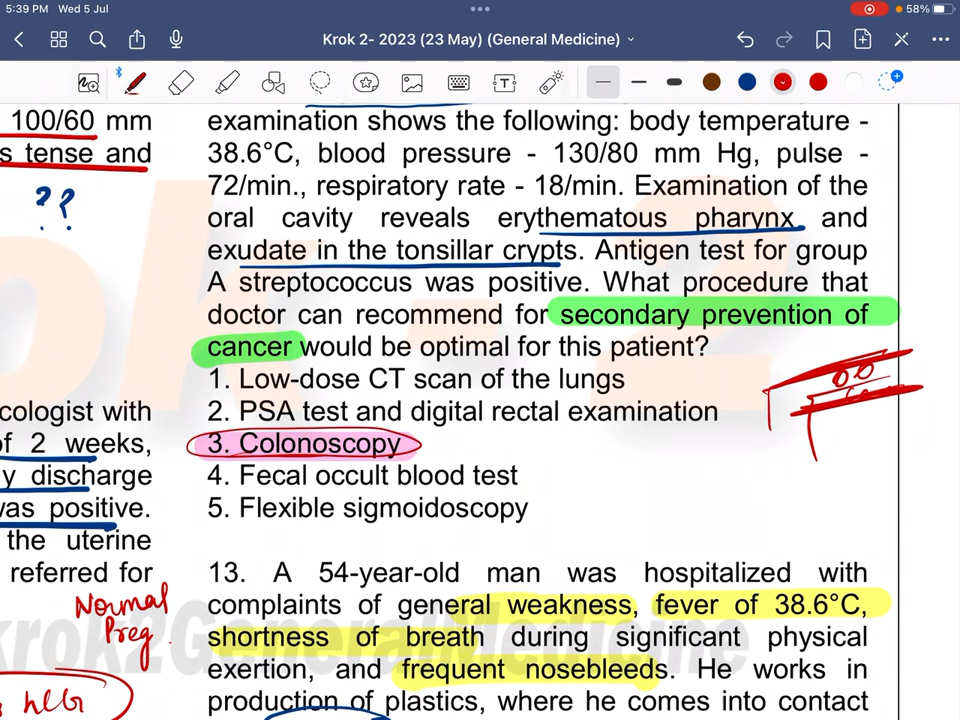 5:39 PM Wed 5 Jul
58%
Krok 2- 2023 (23 May) (General Medicine)
100/60 mm
s tense and
??
cologist with
of 2 weeks,
y discharge
was positive.
the uterine
referred for
Normal
Preg
HCG
examination shows the following: body temperature -
38.6°C, blood pressure - 130/80 mm Hg, pulse -
72/min., respiratory rate - 18/min. Examination of the
oral cavity reveals erythematous pharynx and
exudate in the tonsillar crypts. Antigen test for group
A streptococcus was positive. What procedure that
doctor can recommend for secondary prevention of
cancer would be optimal for this patient?
1. Low-dose CT scan of the lungs
2. PSA test and digital rectal examination
3. Colonoscopy
4. Fecal occult blood test
5. Flexible sigmoidoscopy
13. A 54-year-old man was hospitalized with
complaints of general weakness, fever of 38.6°C,
shortness of breath during significant physical
exertion, and frequent nosebleeds. He works in
production of plastics, where he comes into contact
ok - 2
krok2GeneralMedicine